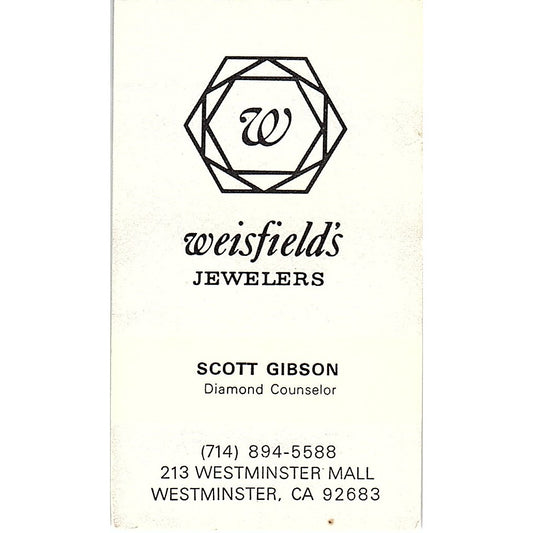 w
weisfield's
JEWELERS
SCOTT GIBSON
Diamond Counselor
(714) 894-5588
213 WESTMINSTER MALL
WESTMINSTER, CA 92683